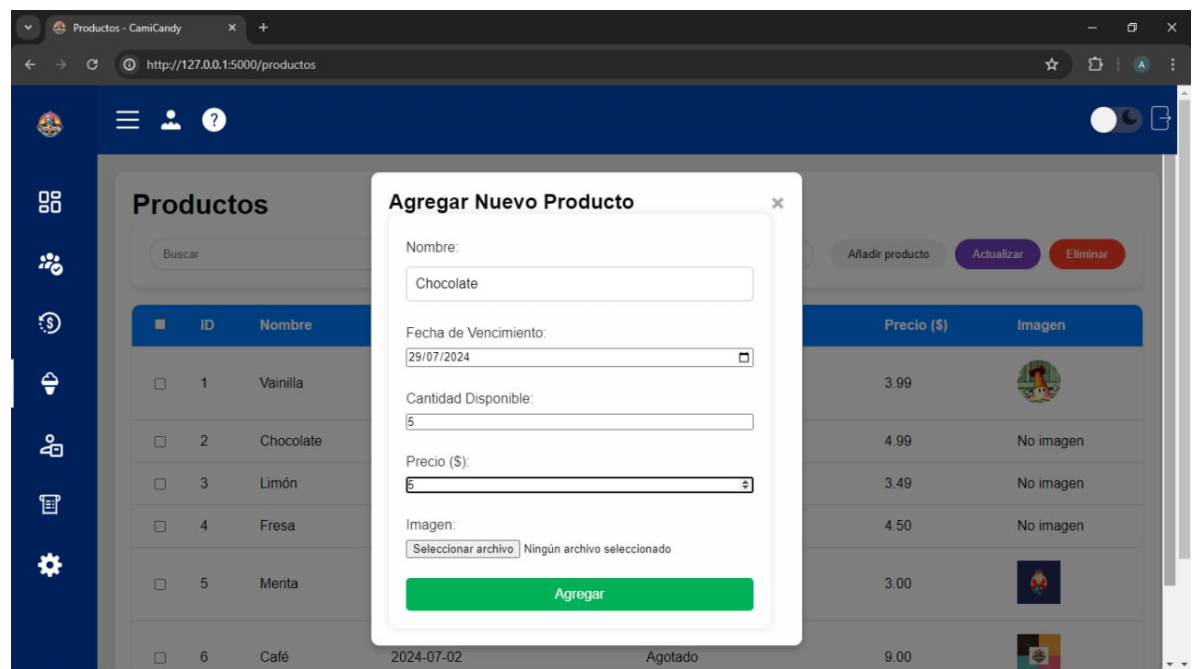 Productos - CamiCandy
http://127.0.0.1:5000/productos
A
?
Productos
Buscar
Añadir producto
Actualizar
Eliminar
Agregar Nuevo Producto
×
Nombre:
Chocolate
Fecha de Vencimiento:
29/07/2024
Cantidad Disponible:
5
Precio ($):
5
Imagen:
Seleccionar archivo Ningún archivo seleccionado
Agregar
ID Nombre Precio ($) Imagen
1 Vainilla 3.99
2 Chocolate 4.99 No imagen
3 Limón 3.49 No imagen
4 Fresa 4.50 No imagen
5 Menta 3.00
6 Café 2024-07-02 Agotado 9.00